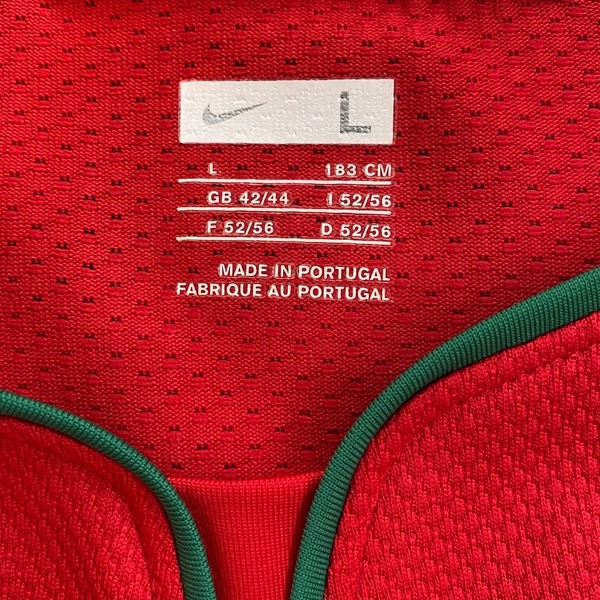 L
L 183 CM
GB 42/44 I 52/56
F 52/56 D 52/56
MADE IN PORTUGAL
FABRIQUE AU PORTUGAL